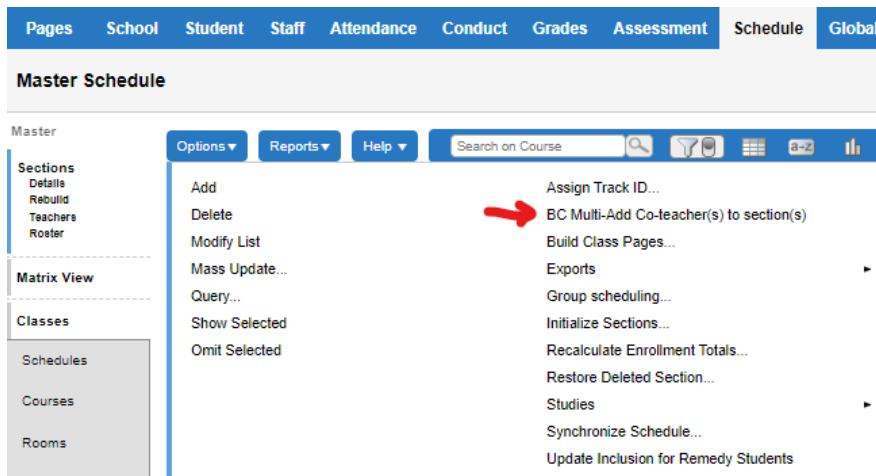 Pages School Student Staff Attendance Conduct Grades Assessment Schedule Global
Master Schedule
Master
Sections
Details
Rebuild
Teachers
Roster
Matrix View
Classes
Schedules
Courses
Rooms
Options Reports Help Search on Course a-z
Add
Delete
Modify List
Mass Update...
Query...
Show Selected
Omit Selected
Assign Track ID...
BC Multi-Add Co-teacher(s) to section(s)
Build Class Pages...
Exports
Group scheduling...
Initialize Sections...
Recalculate Enrollment Totals...
Restore Deleted Section...
Studies
Synchronize Schedule...
Update Inclusion for Remedy Students